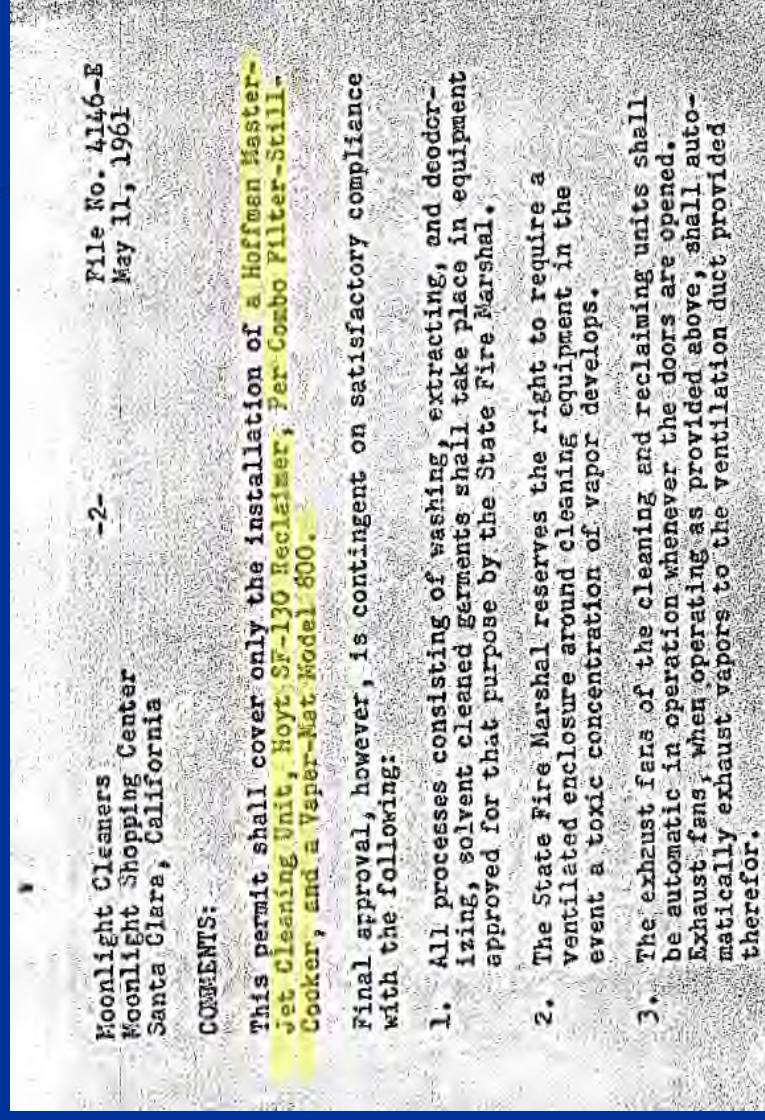 Moonlight Cleaners -2- File No. 4146-E
Moonlight Shopping Center May 11, 1961
Santa Clara, California
COMMENTS:
This permit shall cover only the installation of a Hoffman Master-
Jet Cleaning Unit, Hoyt SF-130 Reclaimer, Per Combo Filter-Still-
Cooker, and a Vaper-Mat Model 800.
Final approval, however, is contingent on satisfactory compliance
with the following:
1. All processes consisting of washing, extracting, and deodor-
izing, solvent cleaned garments shall take place in equipment
approved for that purpose by the State Fire Marshal.
2. The State Fire Marshal reserves the right to require a
ventilated enclosure around cleaning equipment in the
event a toxic concentration of vapor develops.
3. The exhaust fans of the cleaning and reclaiming units shall
be automatic in operation whenever the doors are opened.
Exhaust fans, when operating as provided above, shall auto-
matically exhaust vapors to the ventilation duct provided
therefor.